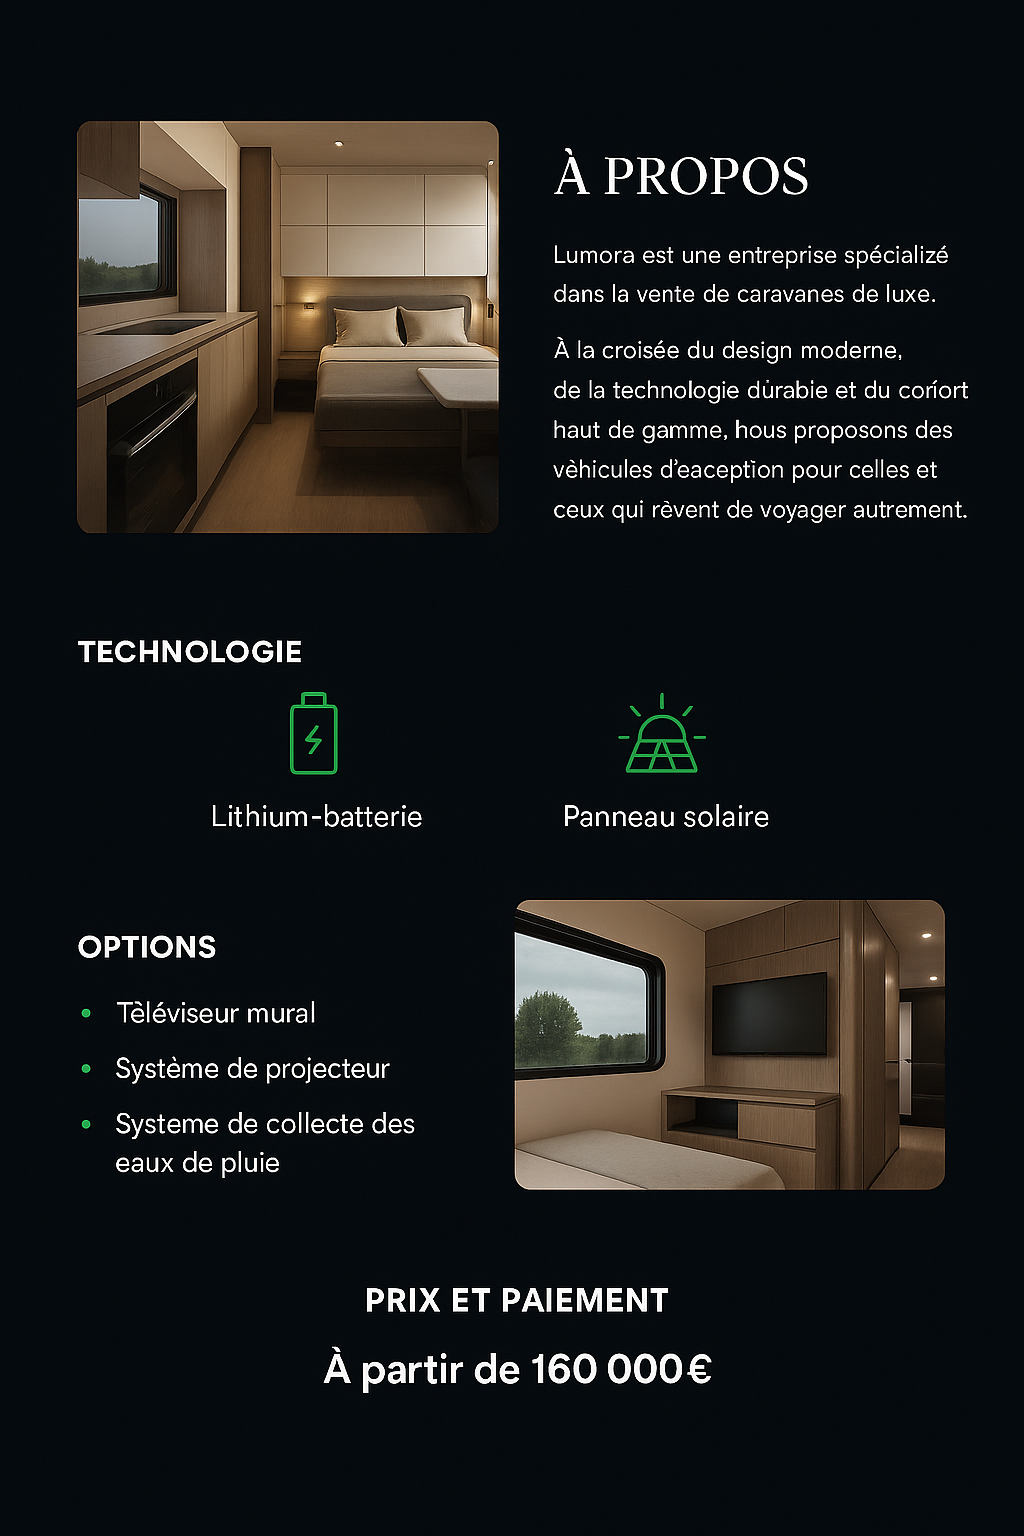 À PROPOS
Lumora est une entreprise spécializé
dans la vente de caravanes de luxe.
À la croisée du design moderne,
de la technologie du̇rabie et du coríort
haut de gamme, hous proposons des
vèhicules d’eaception pour celles et
ceux qui rèvent de voyager autrement.
TECHNOLOGIE
Lithium-batterie
Panneau solaire
OPTIONS
• Tèléviseur mural
• Système de projecteur
• Systeme de collecte des
eaux de pluie
PRIX ET PAIEMENT
À partir de 160 000€